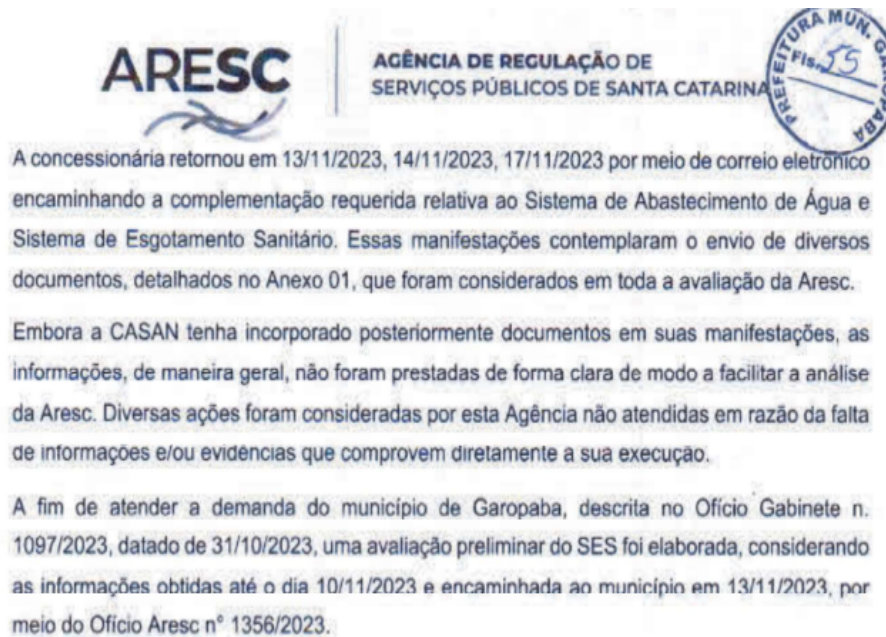 ARESC
AGÊNCIA DE REGULAÇÃO DE
SERVIÇOS PÚBLICOS DE SANTA CATARINA
PREFEITURA MUN. GAROPABA
Fls. 55
A concessionária retornou em 13/11/2023, 14/11/2023, 17/11/2023 por meio de correio eletrônico
encaminhando a complementação requerida relativa ao Sistema de Abastecimento de Água e
Sistema de Esgotamento Sanitário. Essas manifestações contemplaram o envio de diversos
documentos, detalhados no Anexo 01, que foram considerados em toda a avaliação da Aresc.
Embora a CASAN tenha incorporado posteriormente documentos em suas manifestações, as
informações, de maneira geral, não foram prestadas de forma clara de modo a facilitar a análise
da Aresc. Diversas ações foram consideradas por esta Agência não atendidas em razão da falta
de informações e/ou evidências que comprovem diretamente a sua execução.
A fim de atender a demanda do município de Garopaba, descrita no Ofício Gabinete n.
1097/2023, datado de 31/10/2023, uma avaliação preliminar do SES foi elaborada, considerando
as informações obtidas até o dia 10/11/2023 e encaminhada ao município em 13/11/2023, por
meio do Ofício Aresc n° 1356/2023.